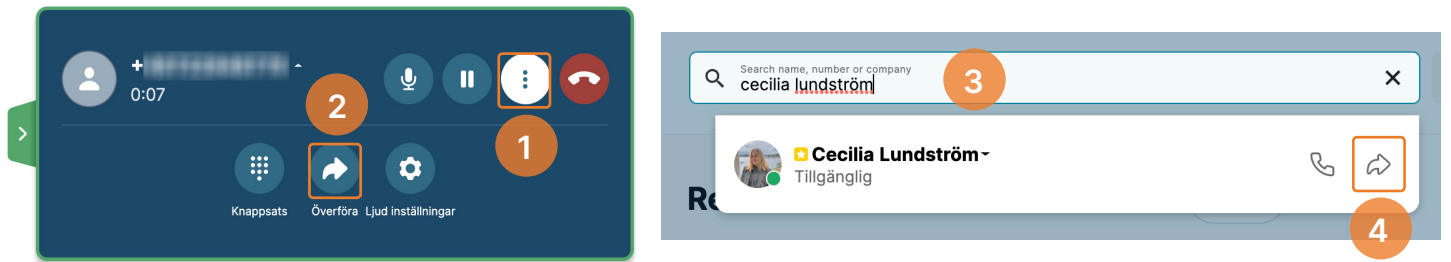 +
0:07
2
1
Knappsats Överföra Ljud inställningar
Search name, number or company
cecilia lundström
3
Cecilia Lundström
Tillgänglig
Re
4